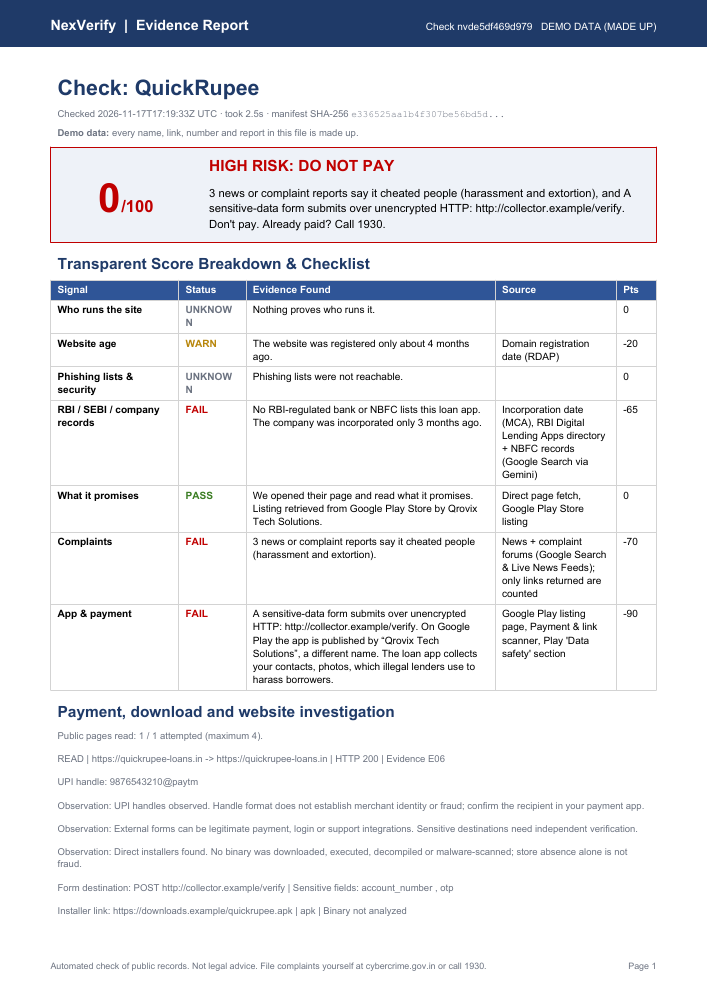 NexVerify | Evidence Report
Check nvde5df469d979 DEMO DATA (MADE UP)
Check: QuickRupee
Checked 2026-11-17T17:19:33Z UTC · took 2.5s · manifest SHA-256 e336525aa1b4f307be56bd5d...
Demo data: every name, link, number and report in this file is made up.
0/100
HIGH RISK: DO NOT PAY
3 news or complaint reports say it cheated people (harassment and extortion), and A
sensitive-data form submits over unencrypted HTTP: http://collector.example/verify.
Don't pay. Already paid? Call 1930.
Transparent Score Breakdown & Checklist
Signal Status Evidence Found Source Pts
Who runs the site UNKNOW Nothing proves who runs it. 0
N
Website age WARN The website was registered only about 4 months Domain registration -20
ago. date (RDAP)
Phishing lists & UNKNOW Phishing lists were not reachable. 0
security N
RBI / SEBI / company FAIL No RBI-regulated bank or NBFC lists this loan app. Incorporation date -65
records The company was incorporated only 3 months ago. (MCA), RBI Digital
Lending Apps directory
+ NBFC records
(Google Search via
Gemini)
What it promises PASS We opened their page and read what it promises. Direct page fetch, 0
Listing retrieved from Google Play Store by Qrovix Google Play Store
Tech Solutions. listing
Complaints FAIL 3 news or complaint reports say it cheated people News + complaint -70
(harassment and extortion). forums (Google Search
& Live News Feeds);
only links returned are
counted
App & payment FAIL A sensitive-data form submits over unencrypted Google Play listing -90
HTTP: http://collector.example/verify. On Google page, Payment & link
Play the app is published by “Qrovix Tech scanner, Play 'Data
Solutions”, a different name. The loan app collects safety' section
your contacts, photos, which illegal lenders use to
harass borrowers.
Payment, download and website investigation
Public pages read: 1 / 1 attempted (maximum 4).
READ | https://quickrupee-loans.in -> https://quickrupee-loans.in | HTTP 200 | Evidence E06
UPI handle: 9876543210@paytm
Observation: UPI handles observed. Handle format does not establish merchant identity or fraud; confirm the recipient in your payment app.
Observation: External forms can be legitimate payment, login or support integrations. Sensitive destinations need independent verification.
Observation: Direct installers found. No binary was downloaded, executed, decompiled or malware-scanned; store absence alone is not
fraud.
Form destination: POST http://collector.example/verify | Sensitive fields: account_number , otp
Installer link: https://downloads.example/quickrupee.apk | apk | Binary not analyzed
Automated check of public records. Not legal advice. File complaints yourself at cybercrime.gov.in or call 1930.
Page 1